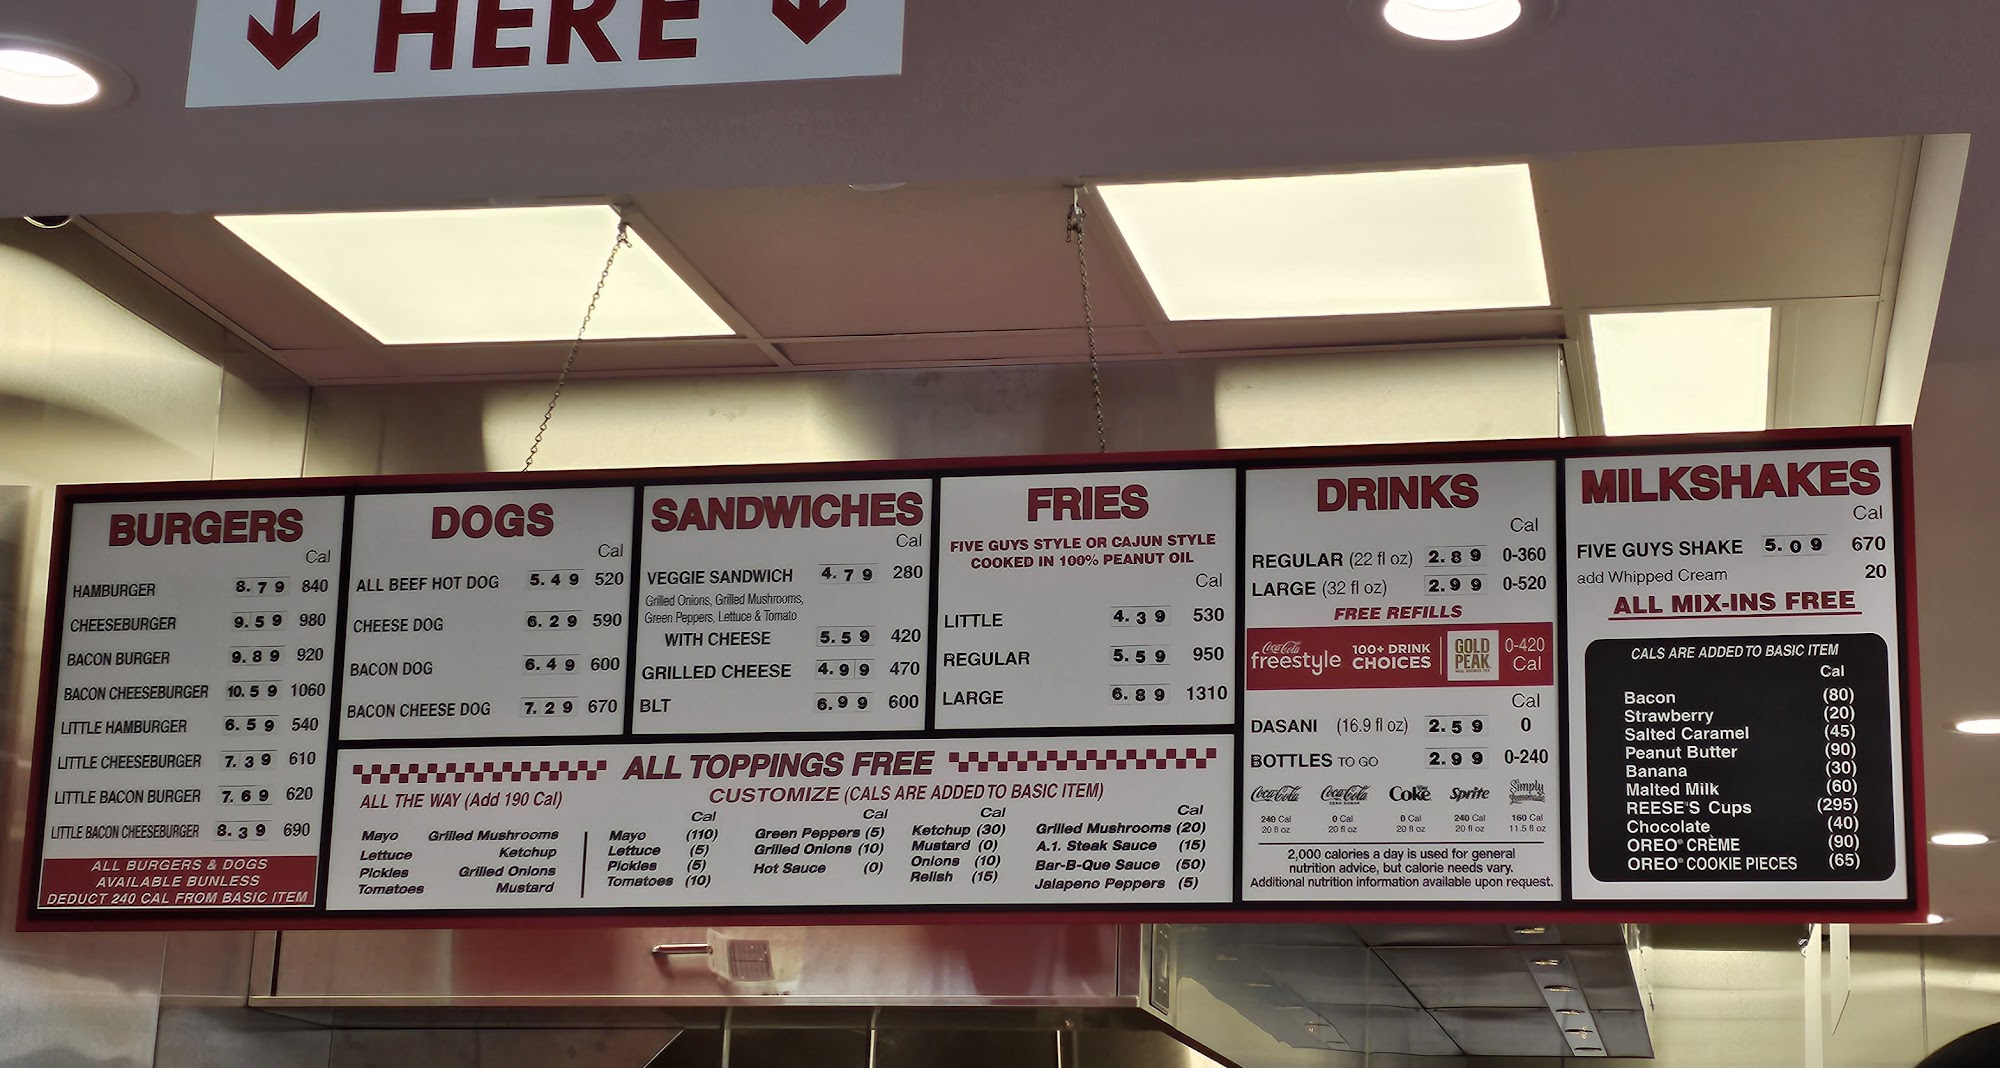 HERE
BURGERS
Cal
HAMBURGER 8.79 840
CHEESEBURGER 9.59 980
BACON BURGER 9.89 920
BACON CHEESEBURGER 10.59 1060
LITTLE HAMBURGER 6.59 540
LITTLE CHEESEBURGER 7.39 610
LITTLE BACON BURGER 7.69 620
LITTLE BACON CHEESEBURGER 8.39 690
ALL BURGERS & DOGS
AVAILABLE BUNLESS
DEDUCT 240 CAL FROM BASIC ITEM
DOGS
Cal
ALL BEEF HOT DOG 5.49 520
CHEESE DOG 6.29 590
BACON DOG 6.49 600
BACON CHEESE DOG 7.29 670
SANDWICHES
Cal
VEGGIE SANDWICH 4.79 280
Grilled Onions, Grilled Mushrooms,
Green Peppers, Lettuce & Tomato
WITH CHEESE 5.59 420
GRILLED CHEESE 4.99 470
BLT 6.99 600
FRIES
FIVE GUYS STYLE OR CAJUN STYLE
COOKED IN 100% PEANUT OIL
Cal
LITTLE 4.39 530
REGULAR 5.59 950
LARGE 6.89 1310
ALL TOPPINGS FREE
ALL THE WAY (Add 190 Cal)
Mayo Grilled Mushrooms
Lettuce Ketchup
Pickles Grilled Onions
Tomatoes Mustard
CUSTOMIZE (CALS ARE ADDED TO BASIC ITEM)
Cal Cal Cal Cal
Mayo (110) Green Peppers (5) Ketchup (30) Grilled Mushrooms (20)
Lettuce (5) Grilled Onions (10) Mustard (0) A.1. Steak Sauce (15)
Pickles (5) Hot Sauce (0) Onions (10) Bar-B-Que Sauce (50)
Tomatoes (10) Relish (15) Jalapeno Peppers (5)
DRINKS
Cal
REGULAR (22 fl oz) 2.89 0-360
LARGE (32 fl oz) 2.99 0-520
FREE REFILLS
Coca-Cola freestyle 100+ DRINK CHOICES GOLD PEAK 0-420 Cal
Cal
DASANI (16.9 fl oz) 2.59 0
BOTTLES TO GO 2.99 0-240
Coca-Cola Coca-Cola ZERO SUGAR Coke Sprite Simply Lemonade
240 Cal 0 Cal 0 Cal 240 Cal 160 Cal
20 fl oz 20 fl oz 20 fl oz 20 fl oz 11.5 fl oz
2,000 calories a day is used for general
nutrition advice, but calorie needs vary.
Additional nutrition information available upon request.
MILKSHAKES
Cal
FIVE GUYS SHAKE 5.09 670
add Whipped Cream 20
ALL MIX-INS FREE
CALS ARE ADDED TO BASIC ITEM
Cal
Bacon (80)
Strawberry (20)
Salted Caramel (45)
Peanut Butter (90)
Banana (30)
Malted Milk (60)
REESE'S Cups (295)
Chocolate (40)
OREO® CRÈME (90)
OREO® COOKIE PIECES (65)